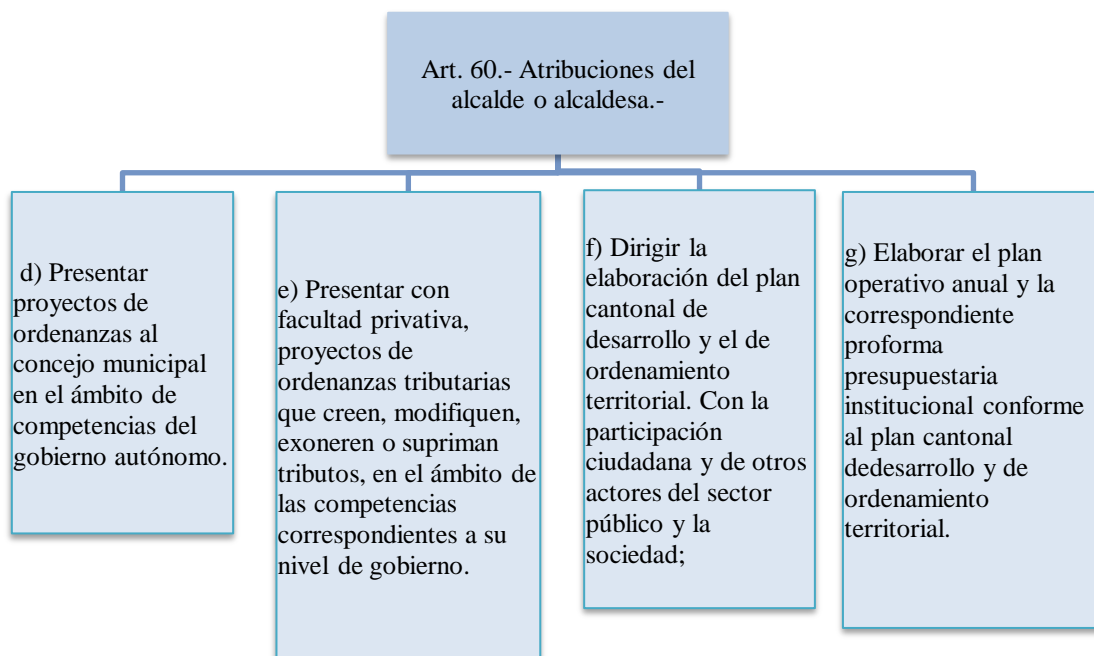 Art. 60.- Atribuciones del
alcalde o alcaldesa.-
d) Presentar
proyectos de
ordenanzas al
concejo municipal
en el ámbito de
competencias del
gobierno autónomo.
e) Presentar con
facultad privativa,
proyectos de
ordenanzas tributarias
que creen, modifiquen,
exoneren o supriman
tributos, en el ámbito de
las competencias
correspondientes a su
nivel de gobierno.
f) Dirigir la
elaboración del plan
cantonal de
desarrollo y el de
ordenamiento
territorial. Con la
participación
ciudadana y de otros
actores del sector
público y la
sociedad;
g) Elaborar el plan
operativo anual y la
correspondiente
proforma
presupuestaria
institucional conforme
al plan cantonal
dedesarrollo y de
ordenamiento
territorial.